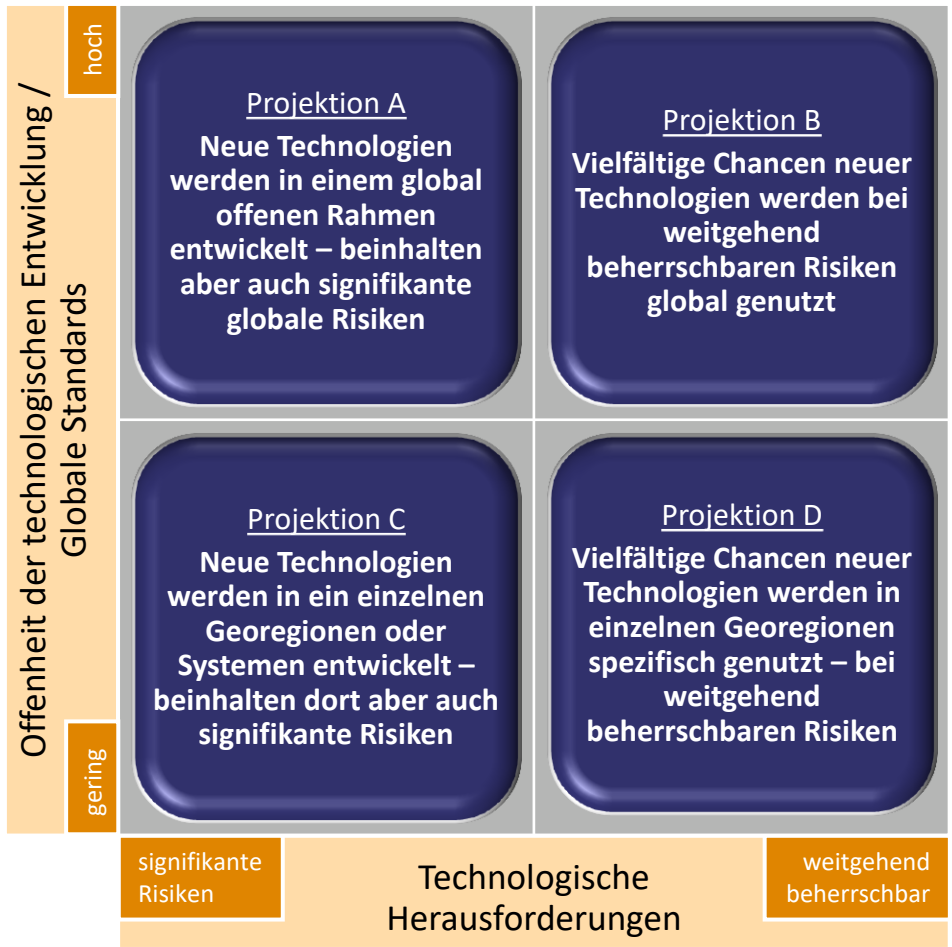 Offenheit der technologischen Entwicklung /
Globale Standards
hoch
gering
Projektion A
Neue Technologien
werden in einem global
offenen Rahmen
entwickelt – beinhalten
aber auch signifikante
globale Risiken
Projektion B
Vielfältige Chancen neuer
Technologien werden bei
weitgehend
beherrschbaren Risiken
global genutzt
Projektion C
Neue Technologien
werden in ein einzelnen
Georegionen oder
Systemen entwickelt –
beinhalten dort aber auch
signifikante Risiken
Projektion D
Vielfältige Chancen neuer
Technologien werden in
einzelnen Georegionen
spezifisch genutzt – bei
weitgehend
beherrschbaren Risiken
signifikante
Risiken
Technologische
Herausforderungen
weitgehend
beherrschbar